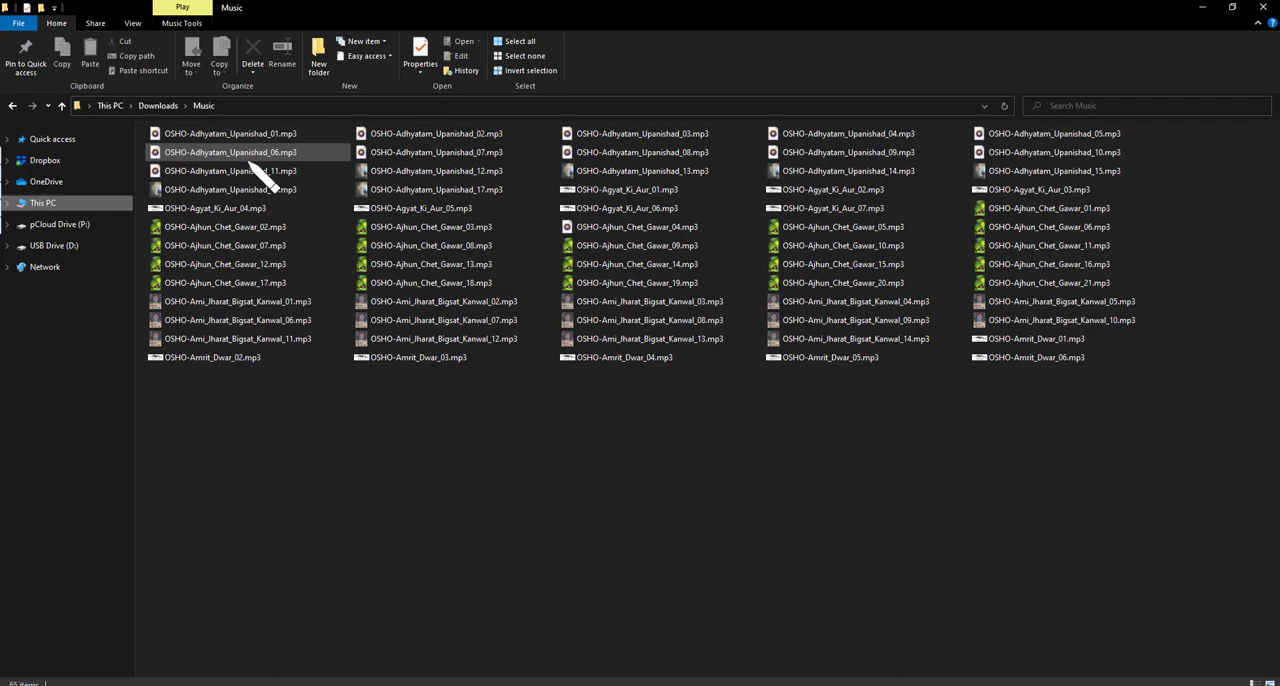 Play
Music
File
Home
Share
View
Music Tools
Pin to Quick access
Copy
Paste
Cut
Copy path
Paste shortcut
Clipboard
Move to
Copy to
Delete
Rename
Organize
New folder
New item
Easy access
New
Properties
Open
Edit
History
Open
Select all
Select none
Invert selection
Select
This PC > Downloads > Music
Search Music
Quick access
Dropbox
OneDrive
This PC
pCloud Drive (P:)
USB Drive (D:)
Network
OSHO-Adhyatam_Upanishad_01.mp3 OSHO-Adhyatam_Upanishad_02.mp3 OSHO-Adhyatam_Upanishad_03.mp3 OSHO-Adhyatam_Upanishad_04.mp3 OSHO-Adhyatam_Upanishad_05.mp3
OSHO-Adhyatam_Upanishad_06.mp3 OSHO-Adhyatam_Upanishad_07.mp3 OSHO-Adhyatam_Upanishad_08.mp3 OSHO-Adhyatam_Upanishad_09.mp3 OSHO-Adhyatam_Upanishad_10.mp3
OSHO-Adhyatam_Upanishad_11.mp3 OSHO-Adhyatam_Upanishad_12.mp3 OSHO-Adhyatam_Upanishad_13.mp3 OSHO-Adhyatam_Upanishad_14.mp3 OSHO-Adhyatam_Upanishad_15.mp3
OSHO-Adhyatam_Upanishad_17.mp3 OSHO-Agyat_Ki_Aur_01.mp3 OSHO-Agyat_Ki_Aur_02.mp3 OSHO-Agyat_Ki_Aur_03.mp3
OSHO-Agyat_Ki_Aur_04.mp3 OSHO-Agyat_Ki_Aur_05.mp3 OSHO-Agyat_Ki_Aur_06.mp3 OSHO-Agyat_Ki_Aur_07.mp3 OSHO-Ajhun_Chet_Gawar_01.mp3
OSHO-Ajhun_Chet_Gawar_02.mp3 OSHO-Ajhun_Chet_Gawar_03.mp3 OSHO-Ajhun_Chet_Gawar_04.mp3 OSHO-Ajhun_Chet_Gawar_05.mp3 OSHO-Ajhun_Chet_Gawar_06.mp3
OSHO-Ajhun_Chet_Gawar_07.mp3 OSHO-Ajhun_Chet_Gawar_08.mp3 OSHO-Ajhun_Chet_Gawar_09.mp3 OSHO-Ajhun_Chet_Gawar_10.mp3 OSHO-Ajhun_Chet_Gawar_11.mp3
OSHO-Ajhun_Chet_Gawar_12.mp3 OSHO-Ajhun_Chet_Gawar_13.mp3 OSHO-Ajhun_Chet_Gawar_14.mp3 OSHO-Ajhun_Chet_Gawar_15.mp3 OSHO-Ajhun_Chet_Gawar_16.mp3
OSHO-Ajhun_Chet_Gawar_17.mp3 OSHO-Ajhun_Chet_Gawar_18.mp3 OSHO-Ajhun_Chet_Gawar_19.mp3 OSHO-Ajhun_Chet_Gawar_20.mp3 OSHO-Ajhun_Chet_Gawar_21.mp3
OSHO-Ami_Jharat_Bigsat_Kanwal_01.mp3 OSHO-Ami_Jharat_Bigsat_Kanwal_02.mp3 OSHO-Ami_Jharat_Bigsat_Kanwal_03.mp3 OSHO-Ami_Jharat_Bigsat_Kanwal_04.mp3 OSHO-Ami_Jharat_Bigsat_Kanwal_05.mp3
OSHO-Ami_Jharat_Bigsat_Kanwal_06.mp3 OSHO-Ami_Jharat_Bigsat_Kanwal_07.mp3 OSHO-Ami_Jharat_Bigsat_Kanwal_08.mp3 OSHO-Ami_Jharat_Bigsat_Kanwal_09.mp3 OSHO-Ami_Jharat_Bigsat_Kanwal_10.mp3
OSHO-Ami_Jharat_Bigsat_Kanwal_11.mp3 OSHO-Ami_Jharat_Bigsat_Kanwal_12.mp3 OSHO-Ami_Jharat_Bigsat_Kanwal_13.mp3 OSHO-Ami_Jharat_Bigsat_Kanwal_14.mp3 OSHO-Amrit_Dwar_01.mp3
OSHO-Amrit_Dwar_02.mp3 OSHO-Amrit_Dwar_03.mp3 OSHO-Amrit_Dwar_04.mp3 OSHO-Amrit_Dwar_05.mp3 OSHO-Amrit_Dwar_06.mp3
65 items